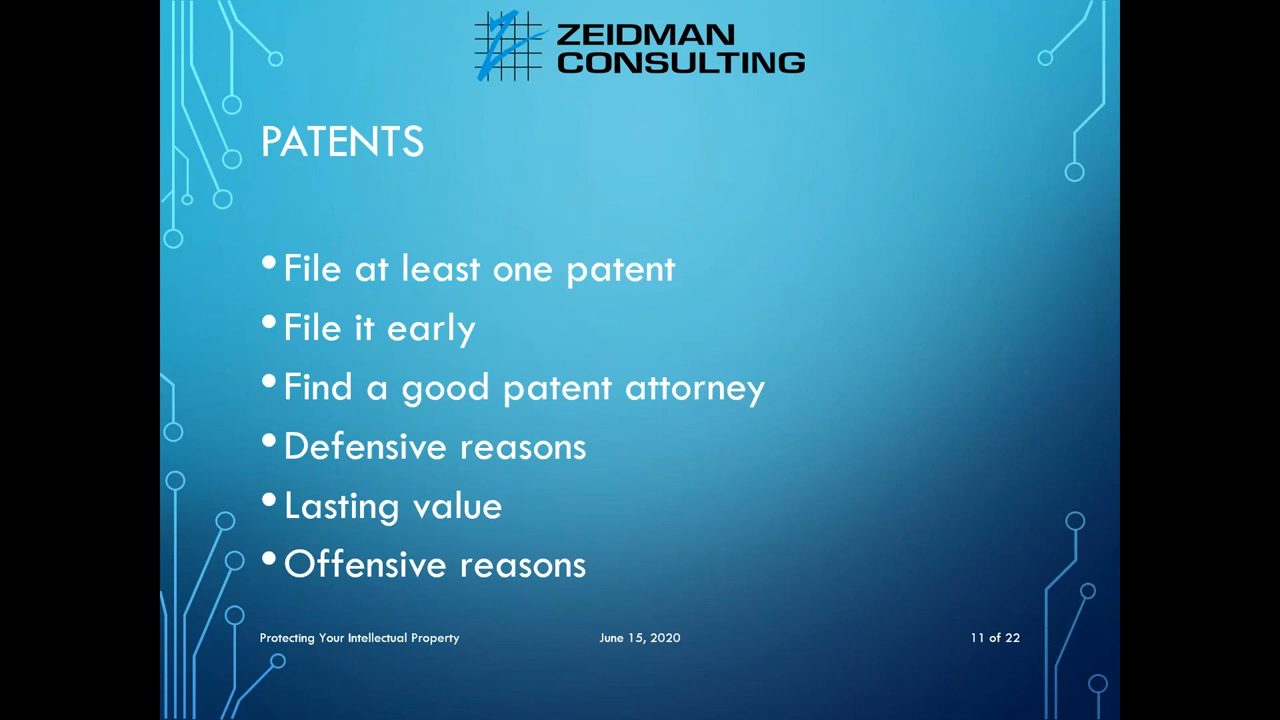 ZEIDMAN
CONSULTING
PATENTS
• File at least one patent
• File it early
• Find a good patent attorney
• Defensive reasons
• Lasting value
• Offensive reasons
Protecting Your Intellectual Property June 15, 2020 11 of 22